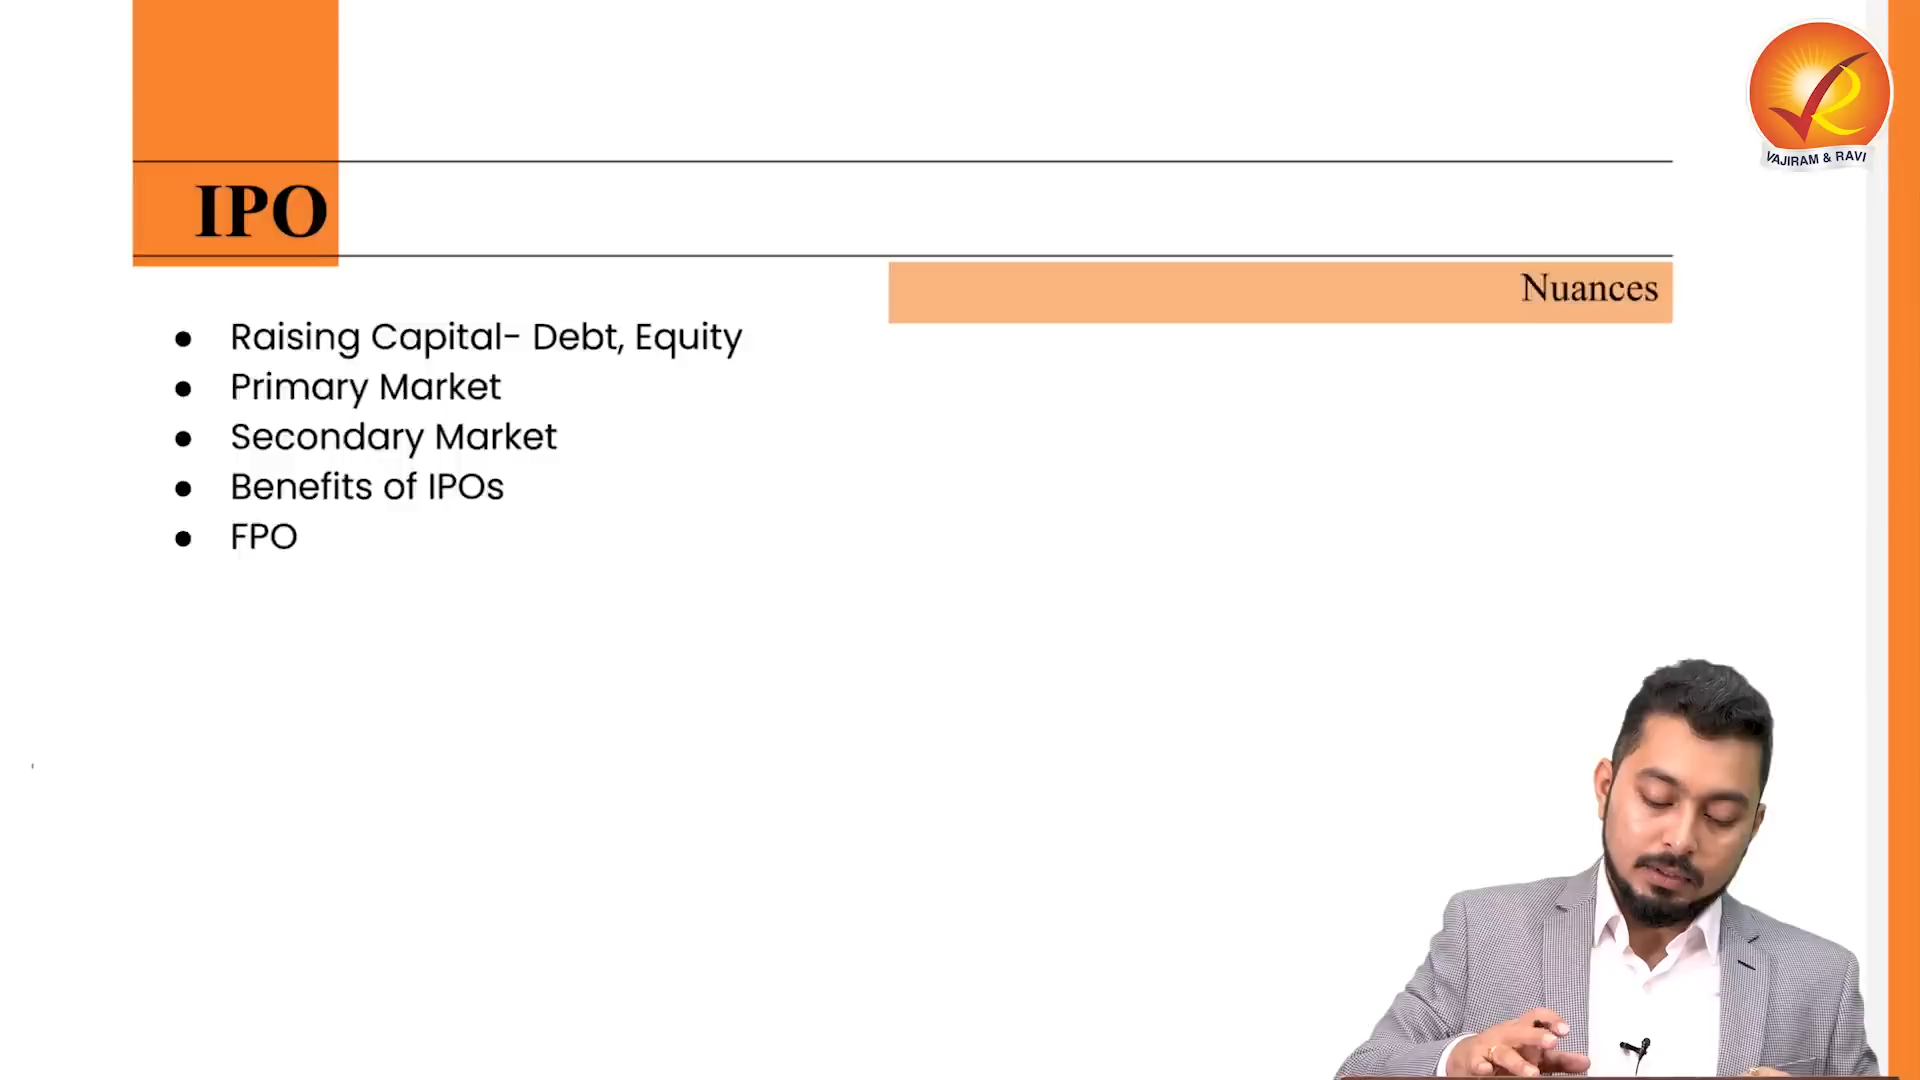 VAJIRAM & RAVI
IPO
Nuances
● Raising Capital- Debt, Equity
● Primary Market
● Secondary Market
● Benefits of IPOs
● FPO